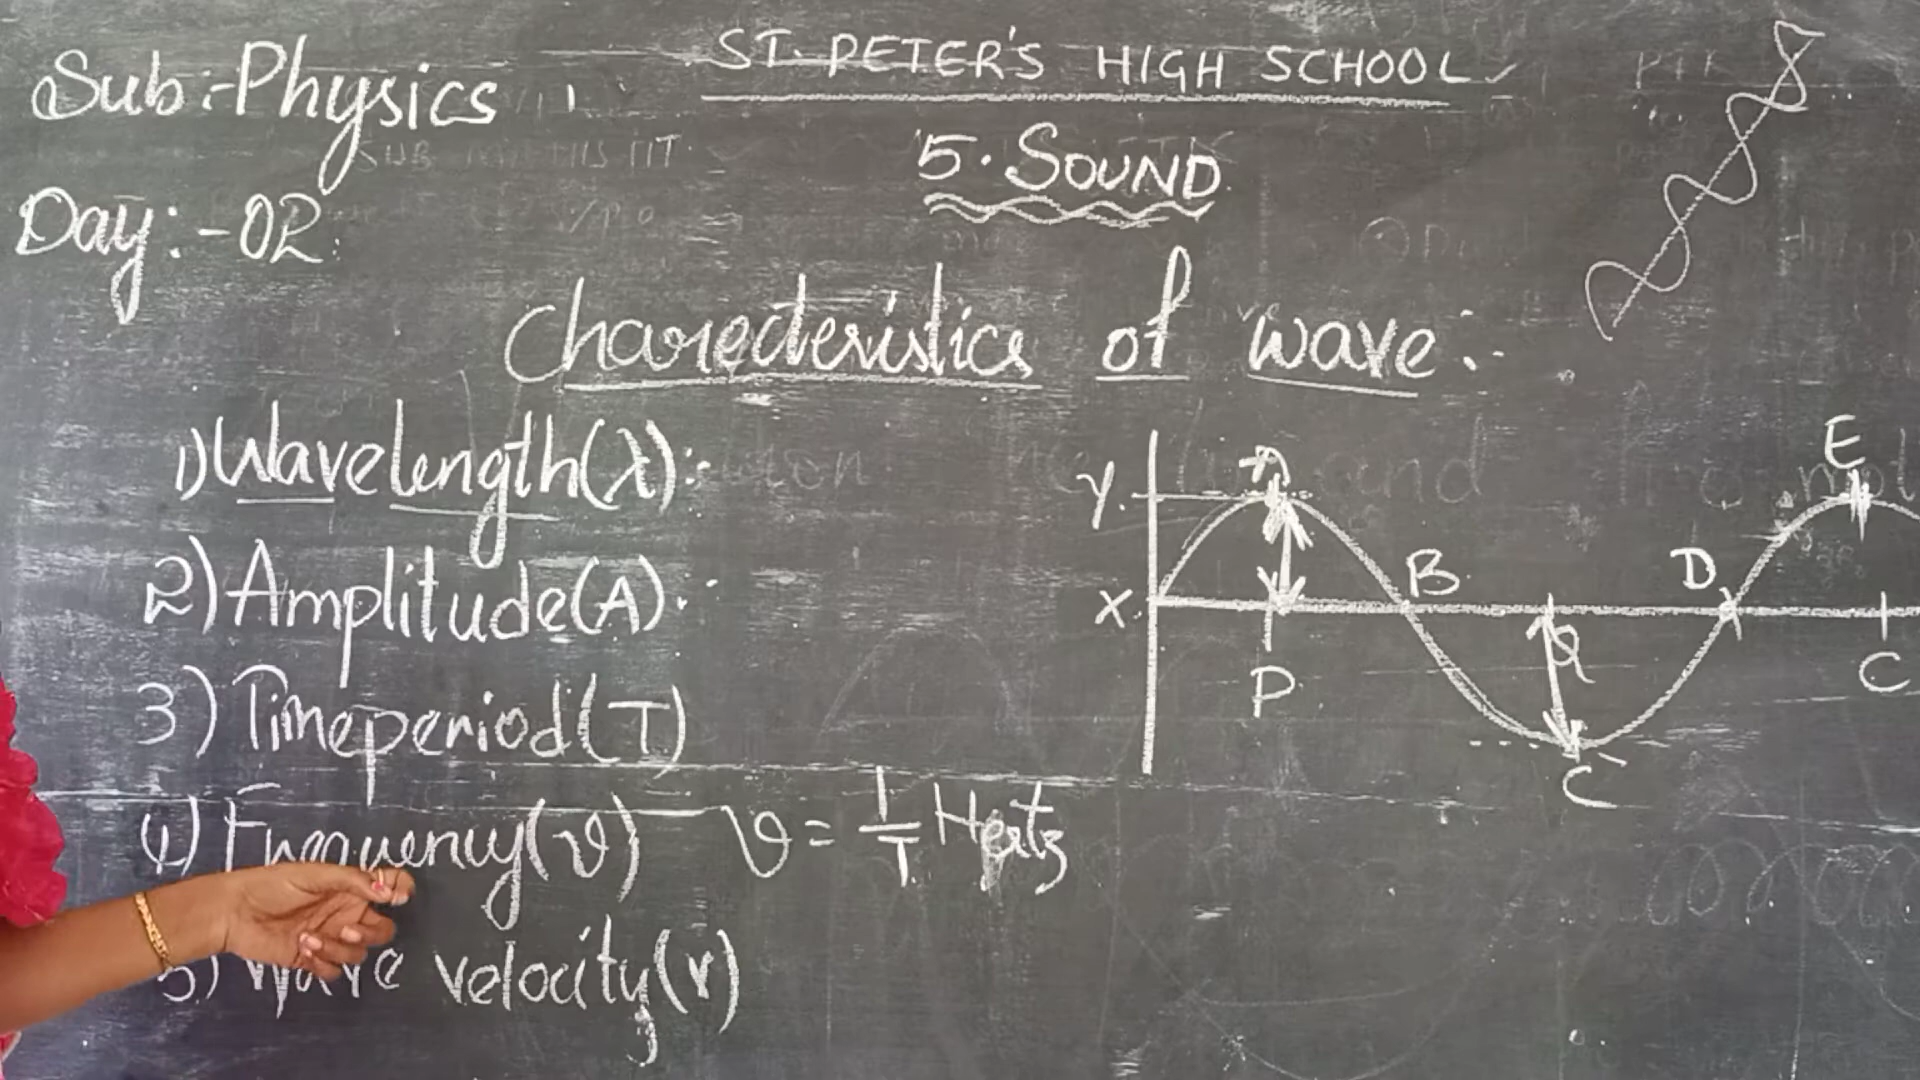 ST. PETER'S HIGH SCHOOL
Sub:-Physics
5. SOUND
Day:-02
Charecteristics of wave:-
1) Wavelength(λ):-
2) Amplitude(A):-
3) Timeperiod(T)
4) Frequency(ϑ) ϑ = 1/T Hertz
5) Wave velocity(v)
Y A E
X B D
P Q C
C